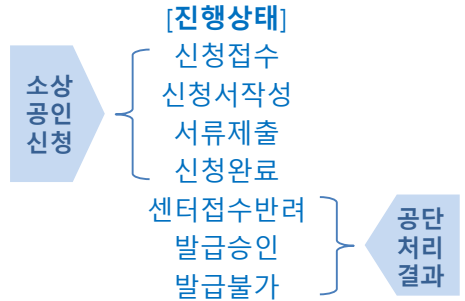 [진행상태]
소상
공인
신청
신청접수
신청서작성
서류제출
신청완료
센터접수반려
발급승인
발급불가
공단
처리
결과